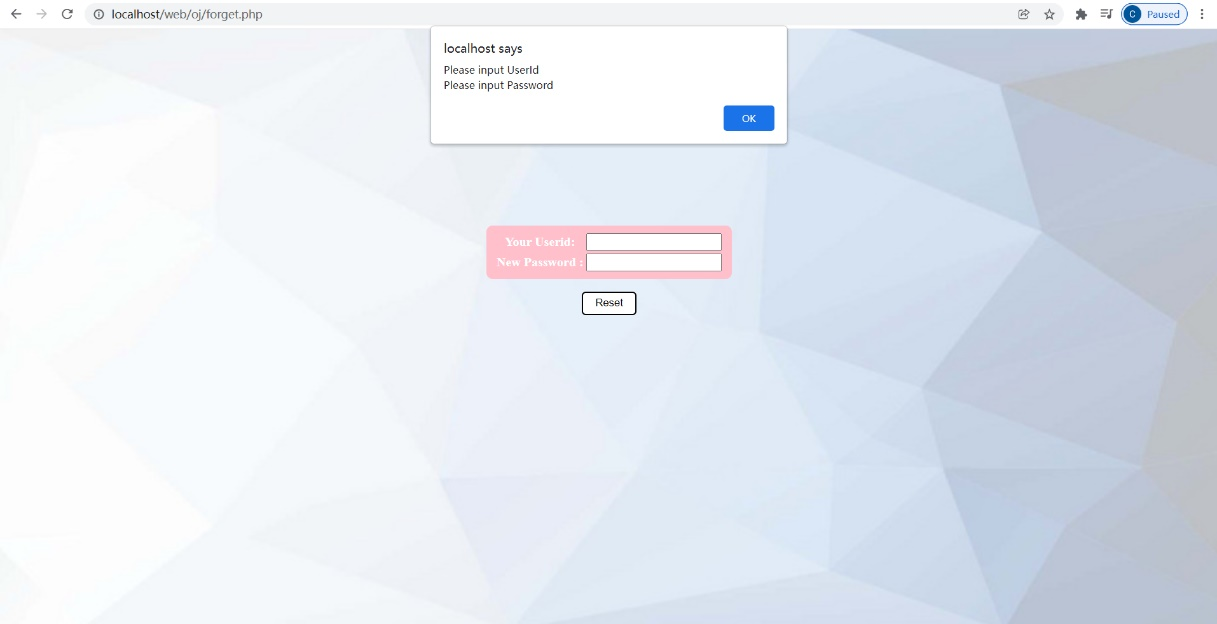 localhost/web/oj/forget.php
C Paused
localhost says
Please input UserId
Please input Password
OK
Your Userid:
New Password :
Reset